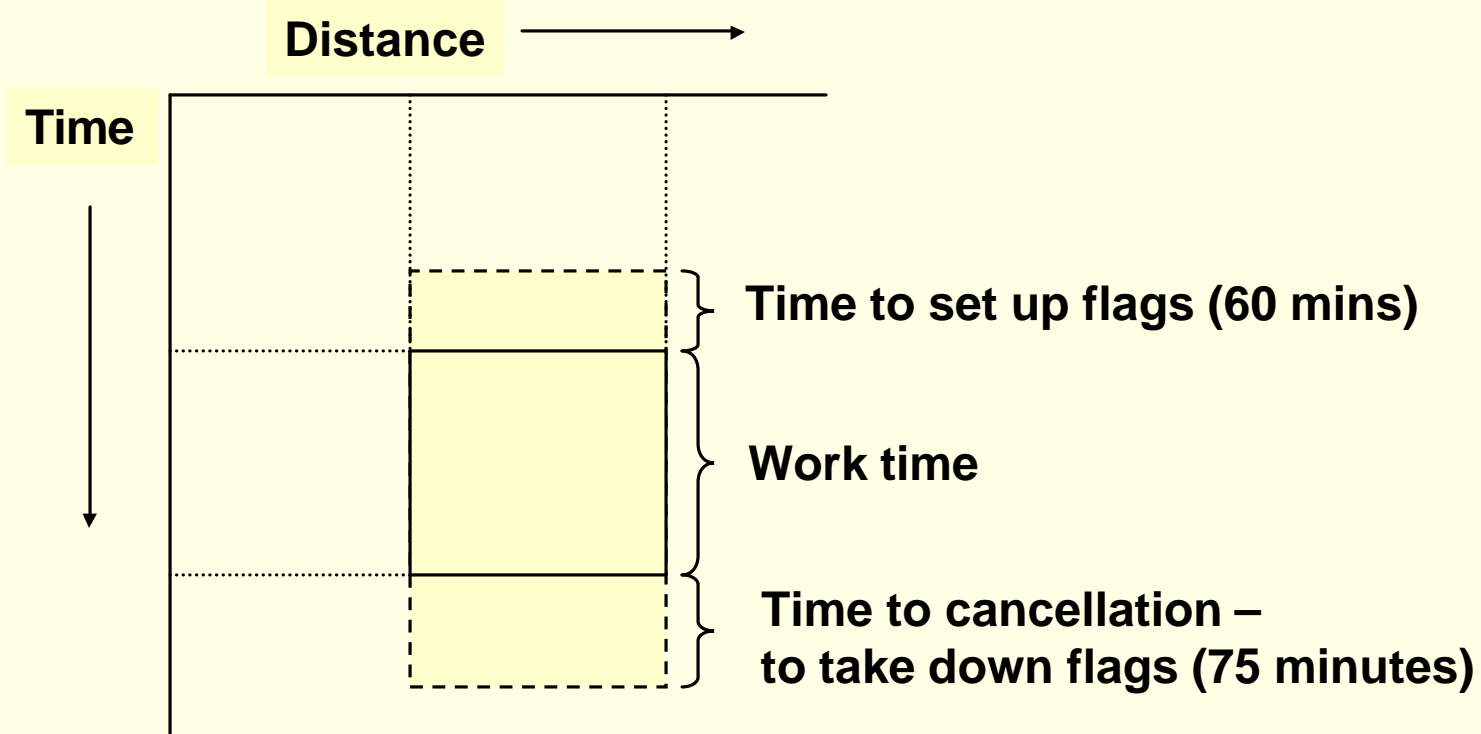 Distance
Time
Time to set up flags (60 mins)
Work time
Time to cancellation –
to take down flags (75 minutes)